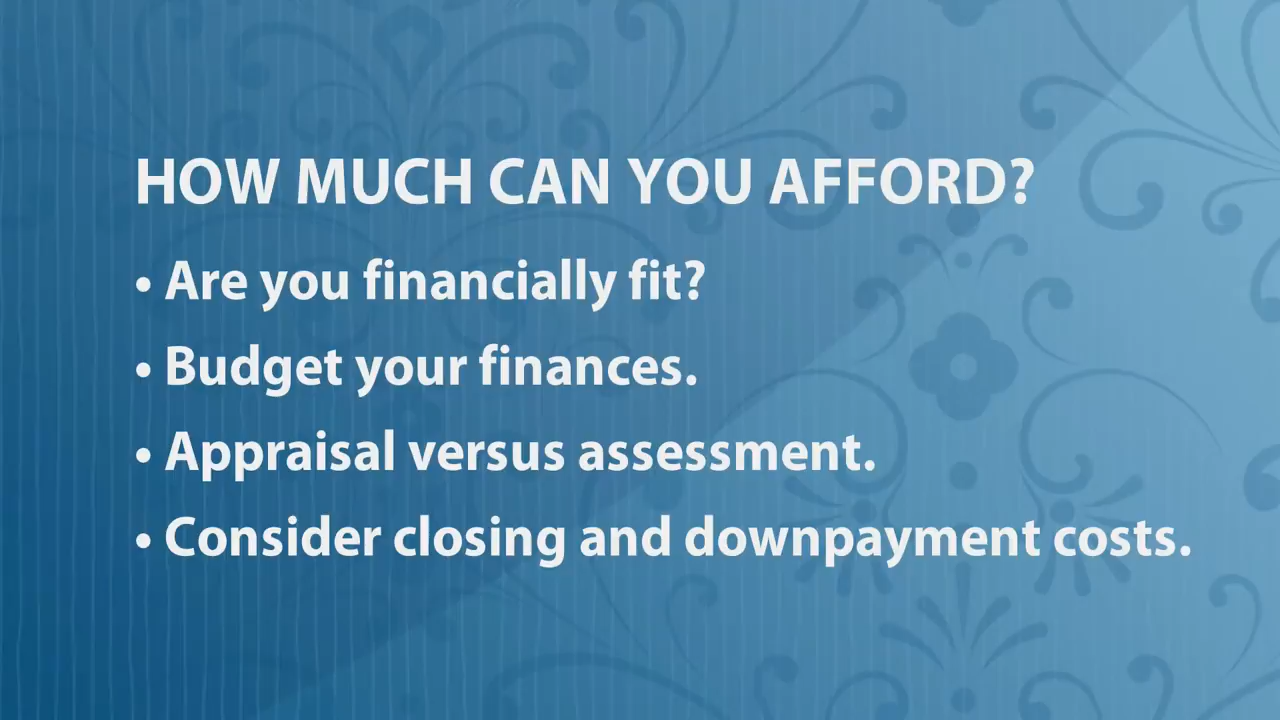 HOW MUCH CAN YOU AFFORD?
• Are you financially fit?
• Budget your finances.
• Appraisal versus assessment.
• Consider closing and downpayment costs.